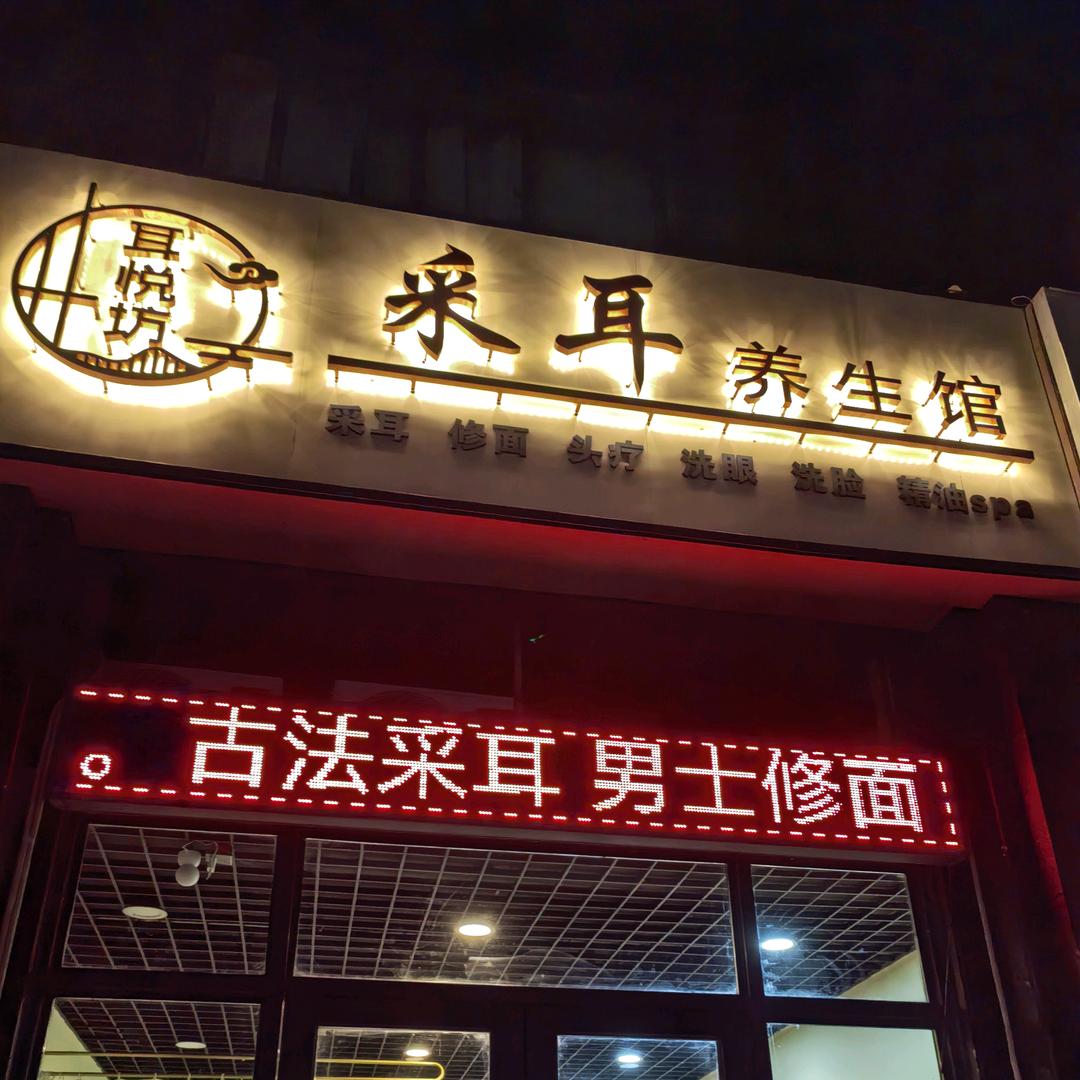 耳悦坊
采耳 养生馆
采耳 修面 头疗 洗眼 洗脸 精油spa
。 古法采耳 男士修面